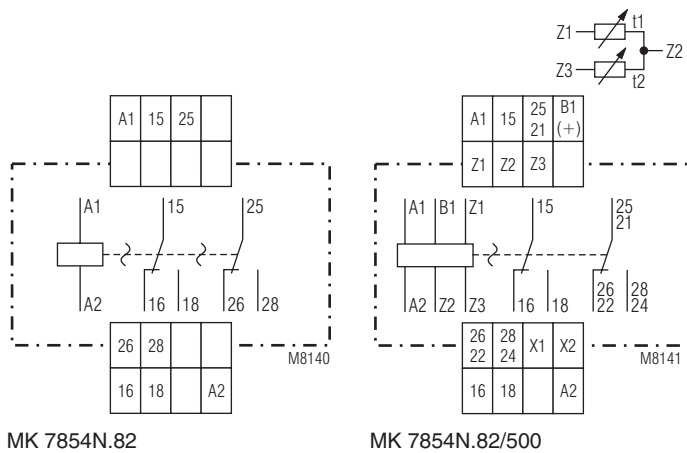 Z1 t1
Z2
Z3 t2
A1 15 25
A1 15 25 21 B1 (+)
Z1 Z2 Z3
A1 15 25
A2 16 18 26 28
A1 B1 Z1 15 25 21
A2 Z2 Z3 16 18 26 22 28 24
26 28
16 18 A2
M8140
26 22 28 24 X1 X2
16 18 A2
M8141
MK 7854N.82
MK 7854N.82/500